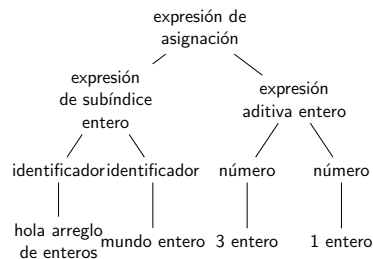 expresión de
asignación
expresión
de subíndice
entero
expresión
aditiva entero
identificador
identificador
número
número
hola arreglo
de enteros
mundo entero
3 entero
1 entero